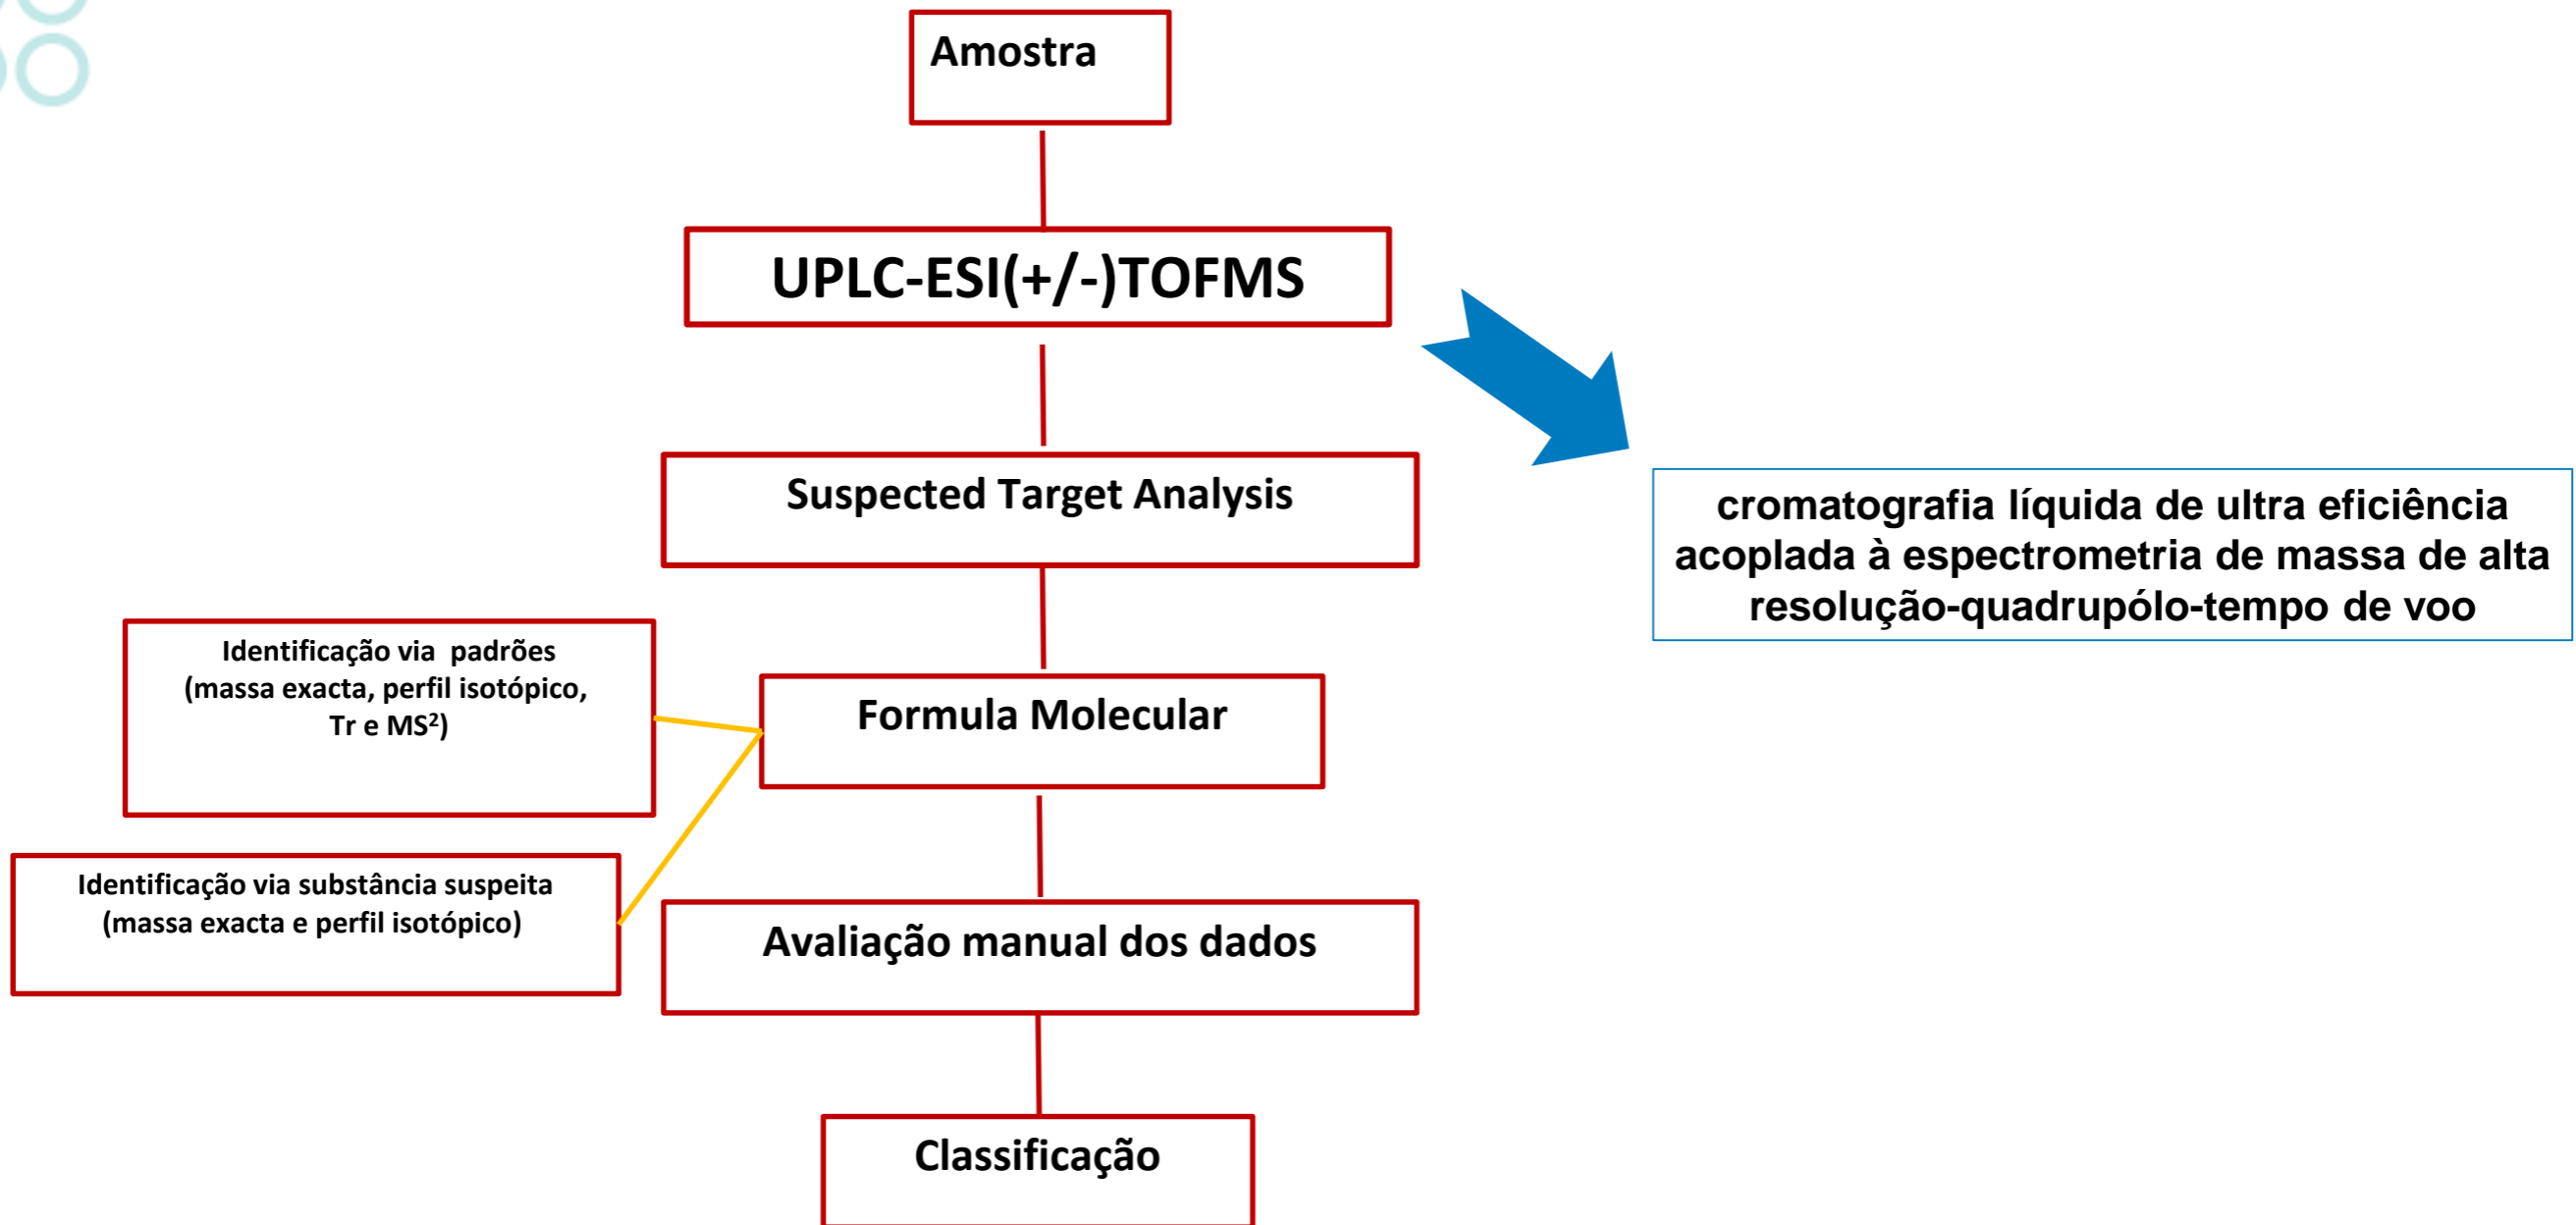 Amostra
UPLC-ESI(+/-)TOFMS
Suspected Target Analysis
cromatografia líquida de ultra eficiência
acoplada à espectrometria de massa de alta
resolução-quadrupólo-tempo de voo
Identificação via padrões
(massa exacta, perfil isotópico,
Tr e MS²)
Formula Molecular
Identificação via substância suspeita
(massa exacta e perfil isotópico)
Avaliação manual dos dados
Classificação